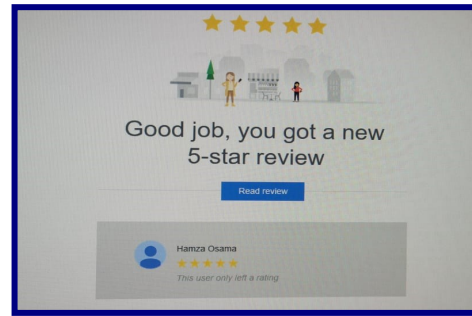 Good job, you got a new
5-star review
Read review
Hamza Osama
This user only left a rating